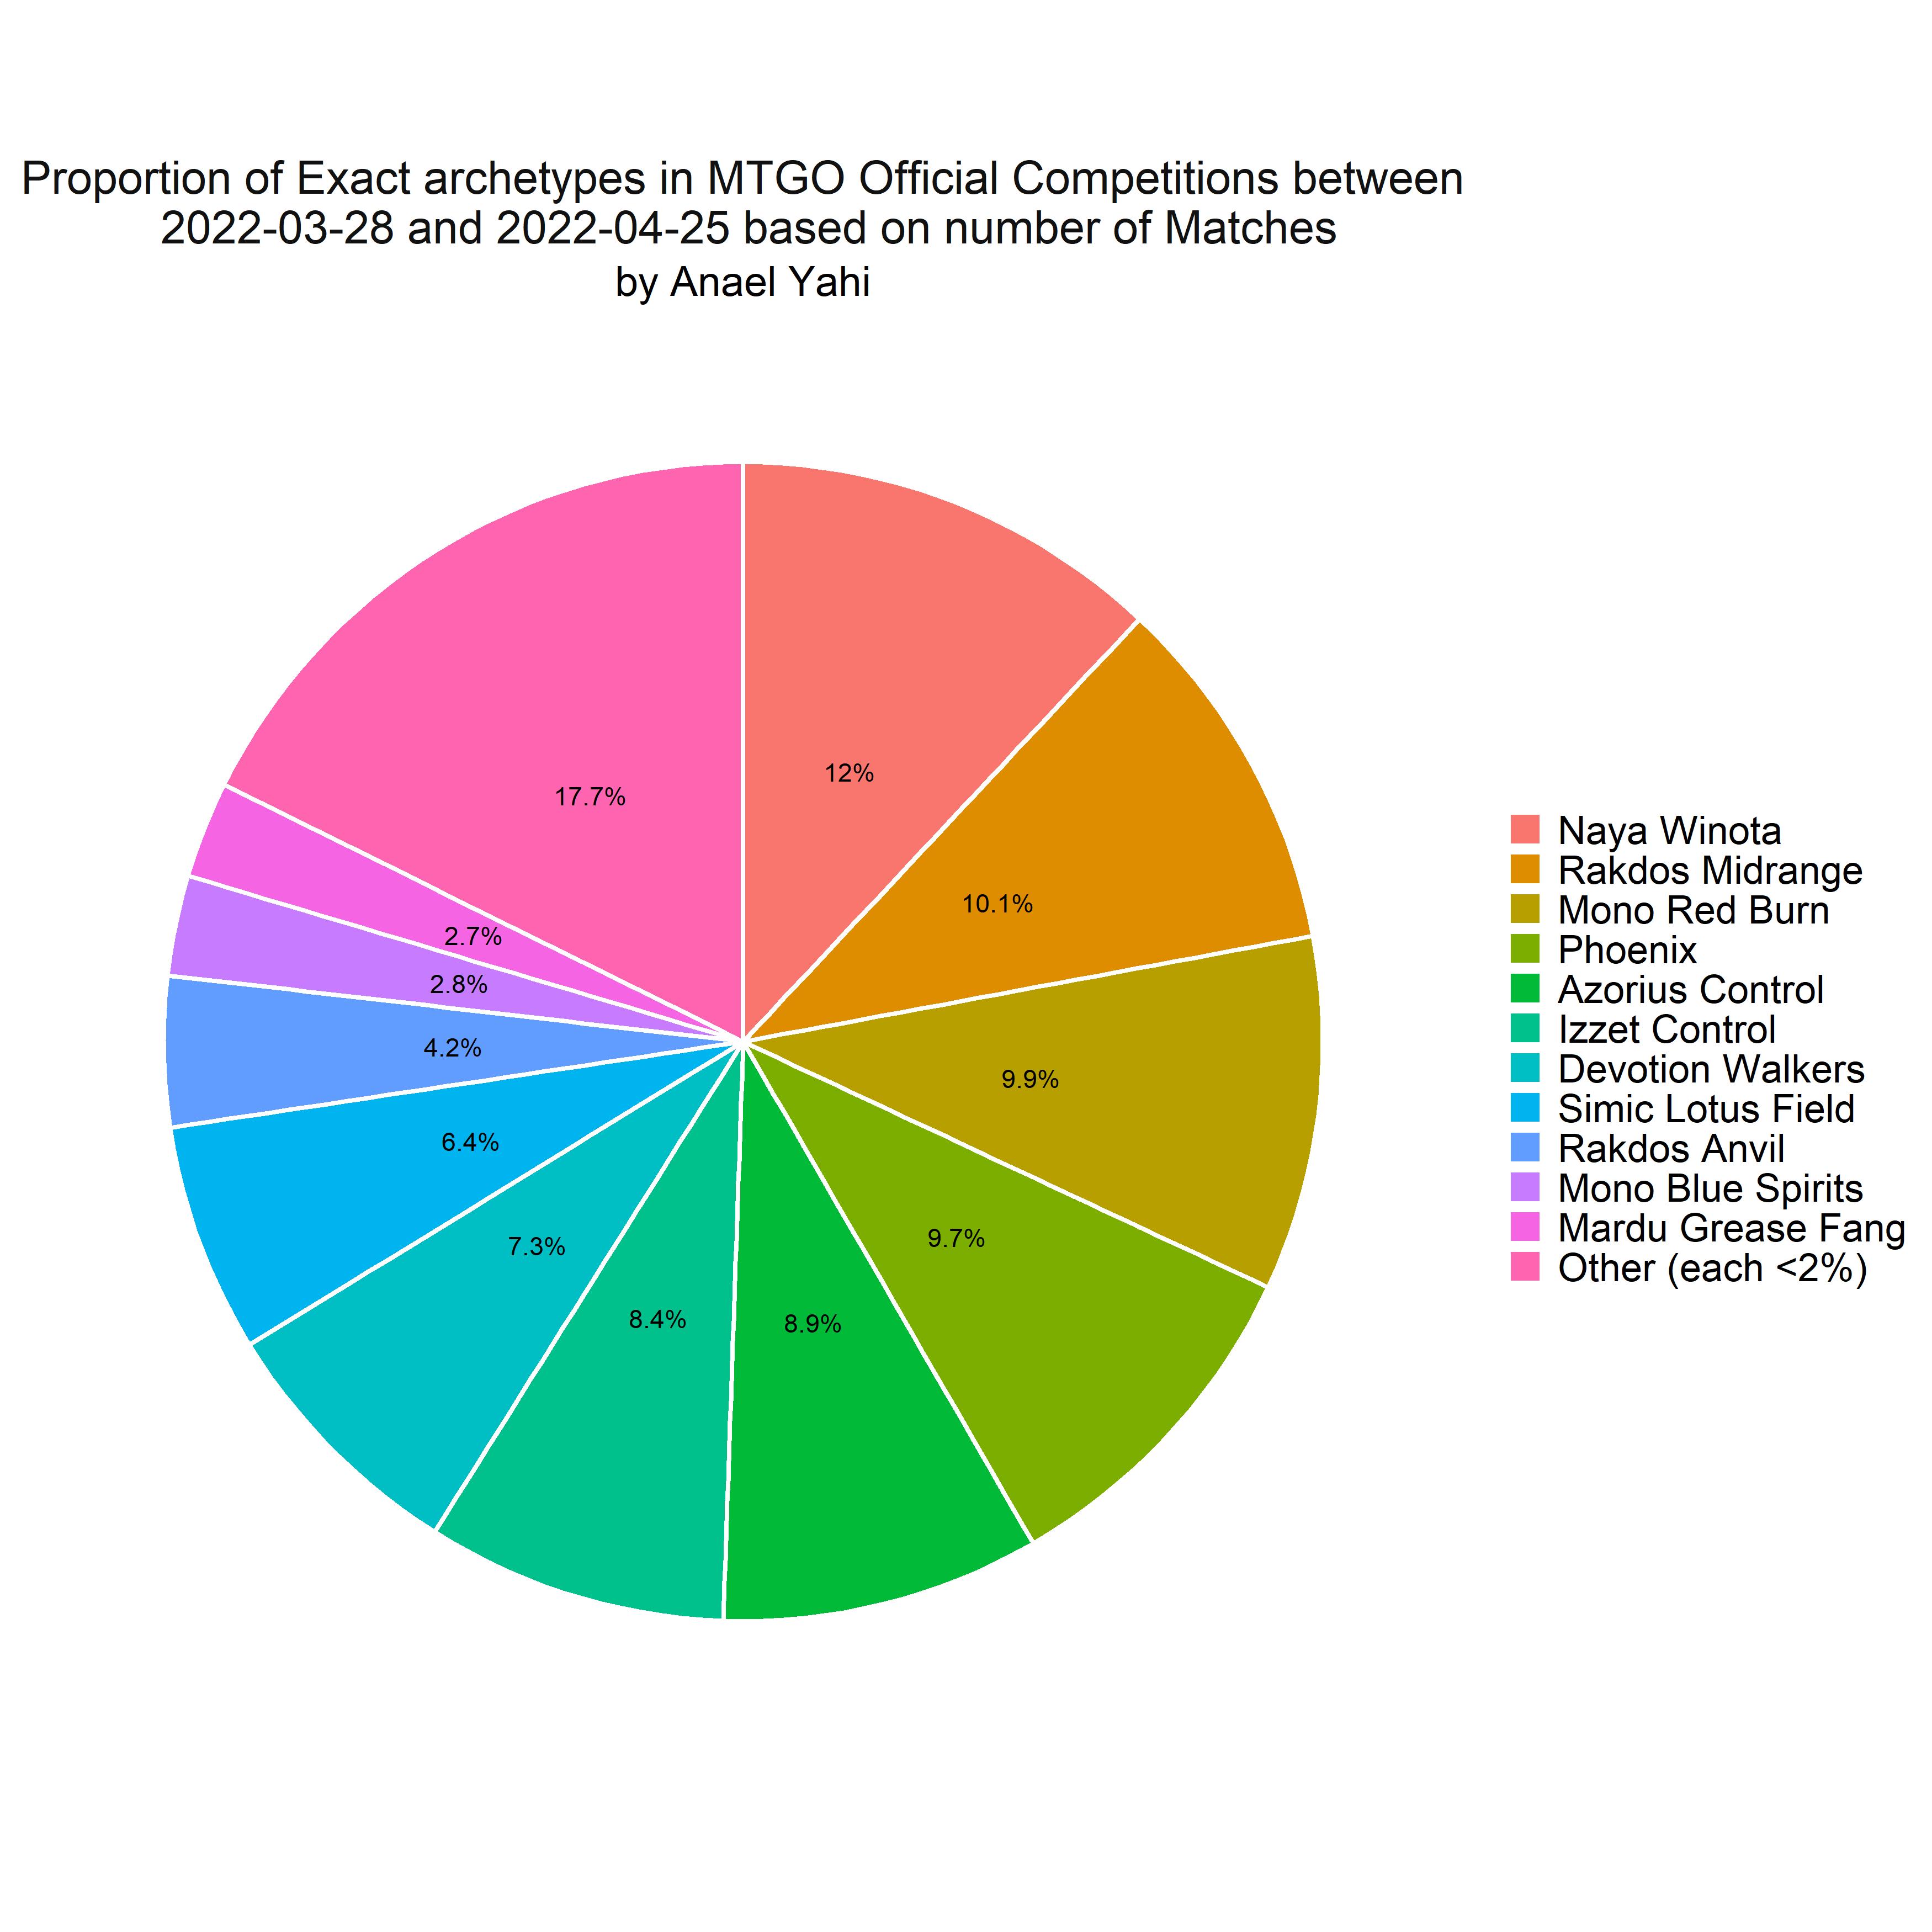 Proportion of Exact archetypes in MTGO Official Competitions between
2022-03-28 and 2022-04-25 based on number of Matches
by Anael Yahi
12%
17.7%
10.1%
2.7%
2.8%
4.2%
9.9%
6.4%
9.7%
7.3%
8.4%
8.9%
Naya Winota
Rakdos Midrange
Mono Red Burn
Phoenix
Azorius Control
Izzet Control
Devotion Walkers
Simic Lotus Field
Rakdos Anvil
Mono Blue Spirits
Mardu Grease Fang
Other (each <2%)